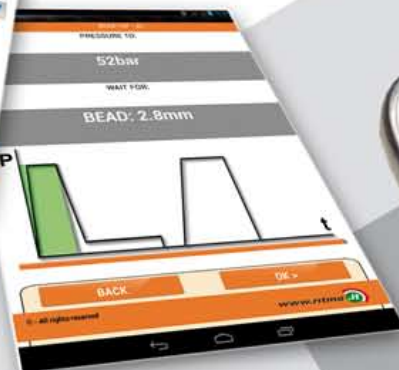 PRESSURE TO:
52bar
WAIT FOR:
BEAD: 2.8mm
P
t
BACK
OK >
© - All rights reserved
www.ritmo.it